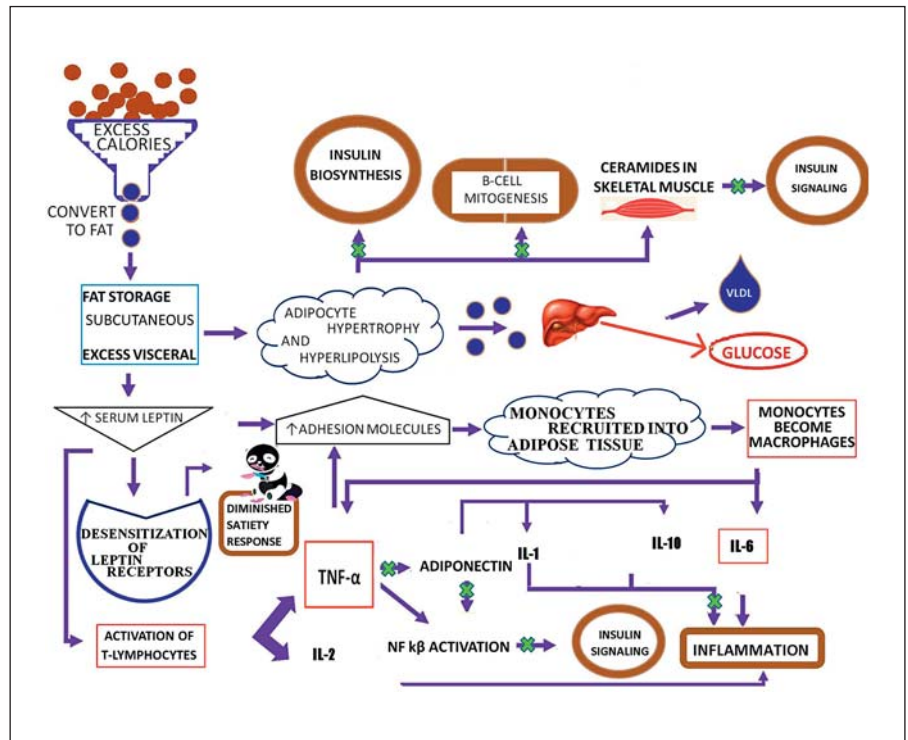 EXCESS
CALORIES
CONVERT
TO FAT
FAT STORAGE
SUBCUTANEOUS
EXCESS VISCERAL
INSULIN
BIOSYNTHESIS
B-CELL
MITOGENESIS
CERAMIDES IN
SKELETAL MUSCLE
INSULIN
SIGNALING
ADIPOCYTE
HYPERTROPHY
AND
HYPERLIPOLYSIS
VLDL
GLUCOSE
↑ SERUM LEPTIN
↑ADHESION MOLECULES
MONOCYTES
RECRUITED INTO
ADIPOSE TISSUE
MONOCYTES
BECOME
MACROPHAGES
DESENSITIZATION
OF
LEPTIN
RECEPTORS
DIMINISHED
SATIETY
RESPONSE
TNF-α
ADIPONECTIN
IL-1
IL-10
IL-6
ACTIVATION OF
T-LYMPHOCYTES
IL-2
NF kβ ACTIVATION
INSULIN
SIGNALING
INFLAMMATION